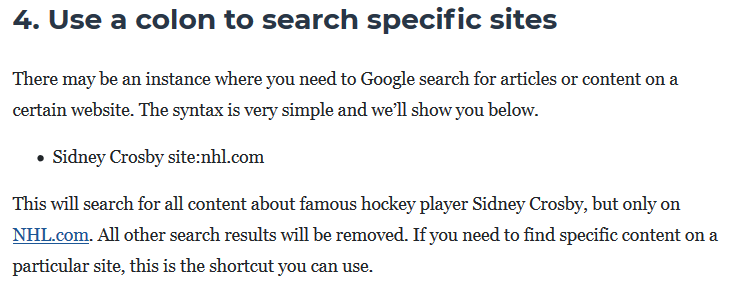 4. Use a colon to search specific sites
There may be an instance where you need to Google search for articles or content on a
certain website. The syntax is very simple and we’ll show you below.
• Sidney Crosby site:nhl.com
This will search for all content about famous hockey player Sidney Crosby, but only on
NHL.com. All other search results will be removed. If you need to find specific content on a
particular site, this is the shortcut you can use.